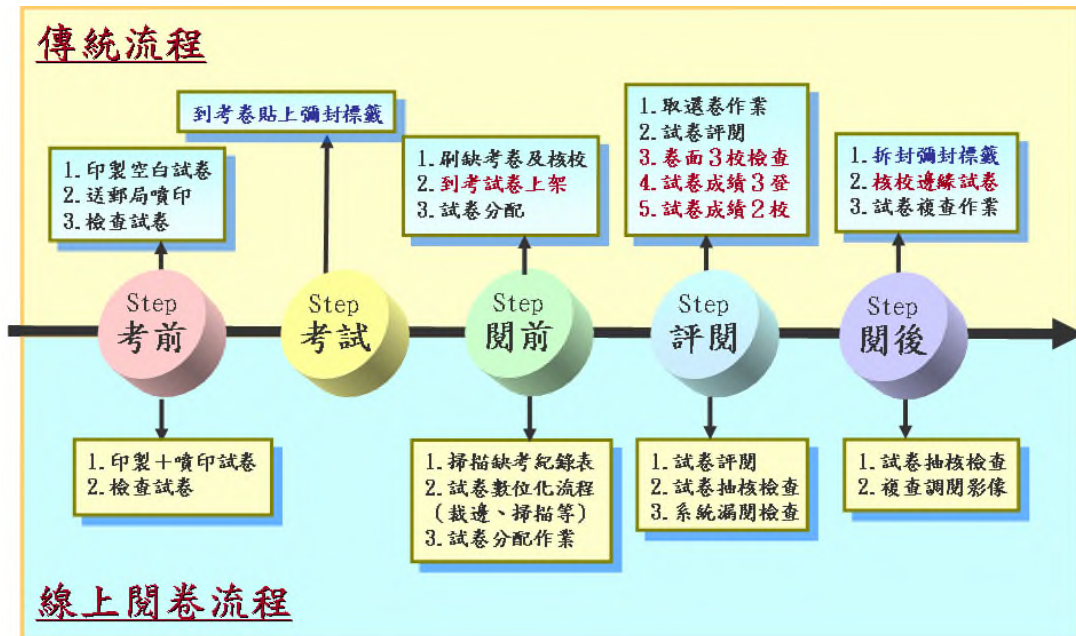 傳統流程
到考卷貼上彌封標籤
1. 印製空白試卷
2. 送郵局噴印
3. 檢查試卷
1. 刷缺考卷及核校
2. 到考試卷上架
3. 試卷分配
1. 取還卷作業
2. 試卷評閱
3. 卷面3校檢查
4. 試卷成績3登
5. 試卷成績2校
1. 拆封彌封標籤
2. 核校邊緣試卷
3. 試卷複查作業
Step
考前
Step
考試
Step
閱前
Step
評閱
Step
閱後
1. 印製＋噴印試卷
2. 檢查試卷
1. 掃描缺考紀錄表
2. 試卷數位化流程
（裁邊、掃描等）
3. 試卷分配作業
1. 試卷評閱
2. 試卷抽核檢查
3. 系統漏閱檢查
1. 試卷抽核檢查
2. 複查調閱影像
線上閱卷流程